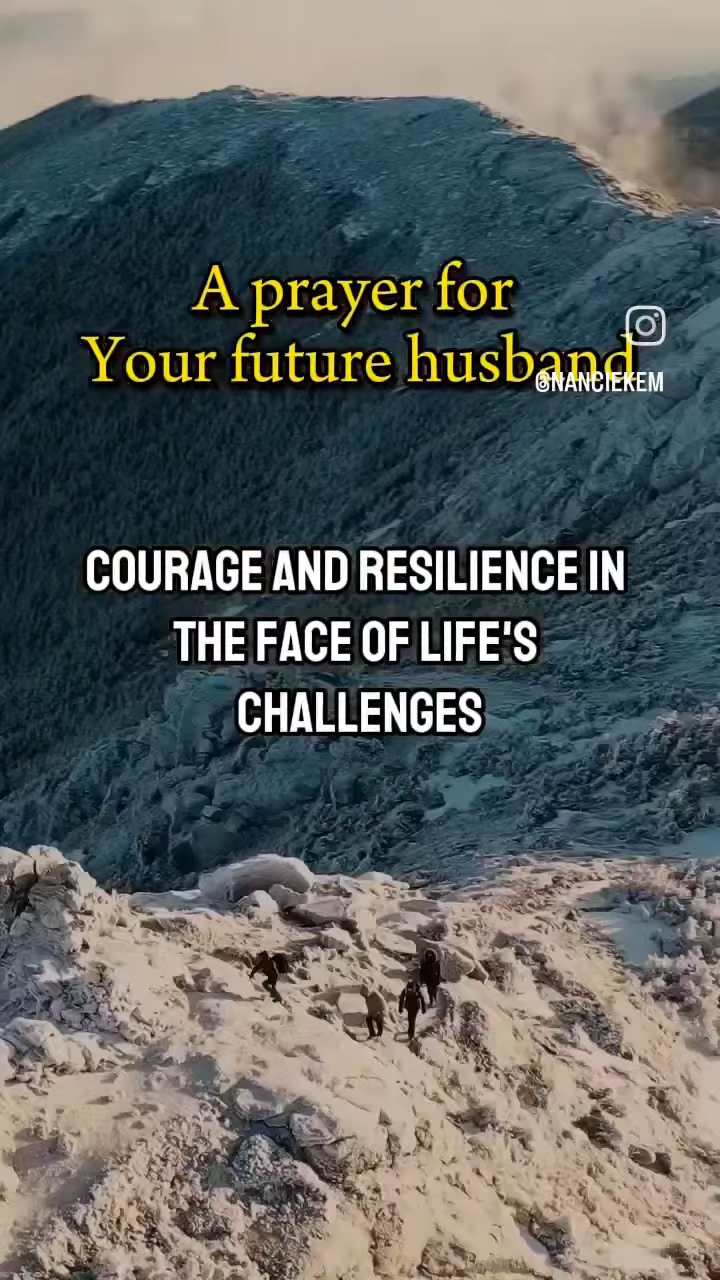 A prayer for
Your future husband
@NANCIEKEM
COURAGE AND RESILIENCE IN
THE FACE OF LIFE'S
CHALLENGES